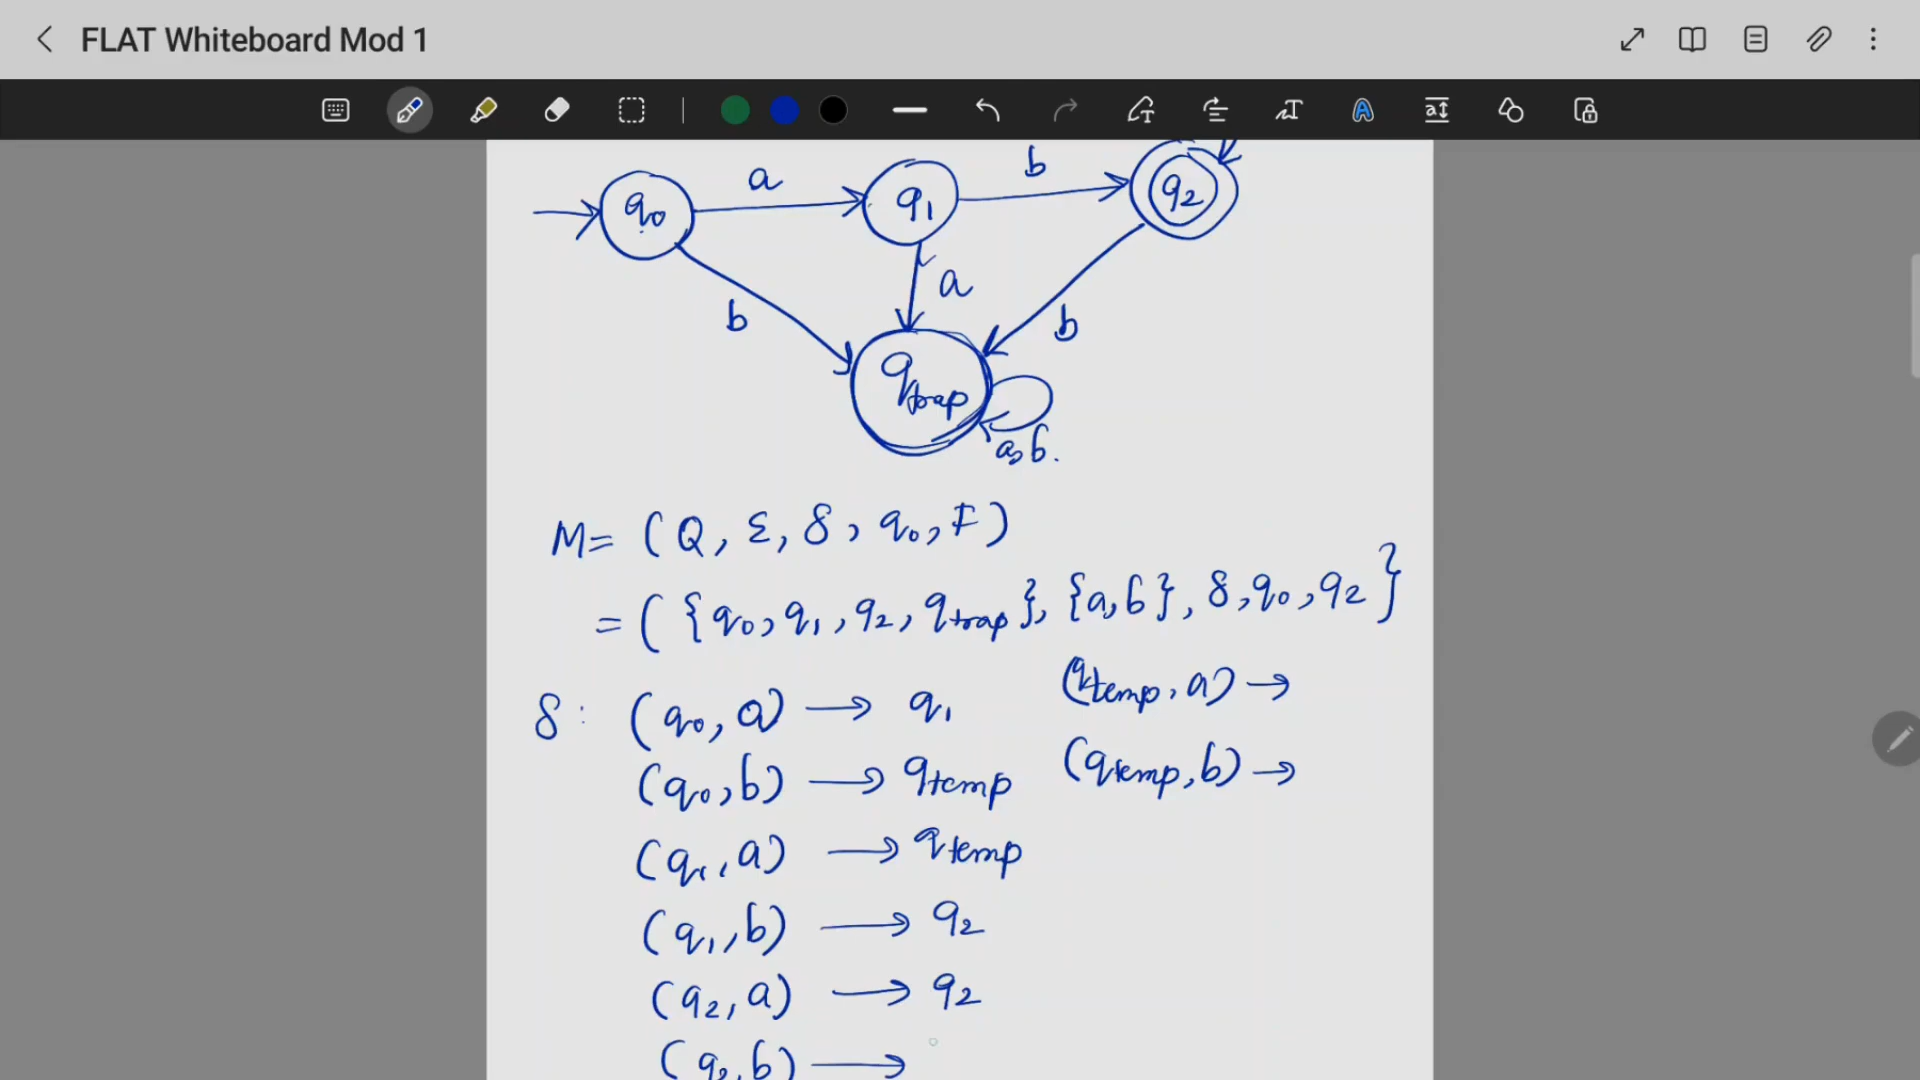 FLAT Whiteboard Mod 1
a b
q0 q1 q2
b a b
qtrap
a,b.
M = (Q, Σ, δ, q0, F)
= ({q0, q1, q2, qtrap}, {a,b}, δ, q0, q2}
δ: (q0, a) → q1 (qtemp, a) →
(q0, b) → qtemp (qtemp, b) →
(q1, a) → qtemp
(q1, b) → q2
(q2, a) → q2
(q2, b) →